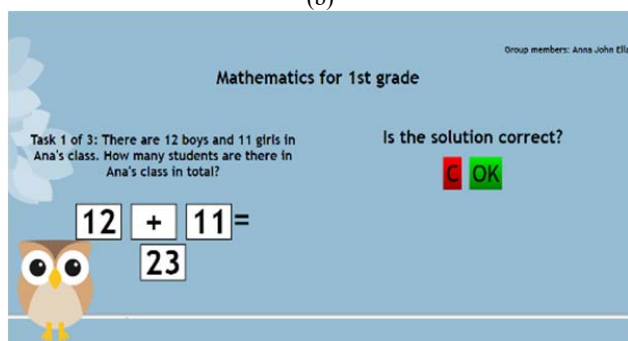 (b)
Group members: Anna John Ella
Mathematics for 1st grade
Task 1 of 3: There are 12 boys and 11 girls in
Ana's class. How many students are there in
Ana's class in total?
12 + 11 =
23
Is the solution correct?
C OK